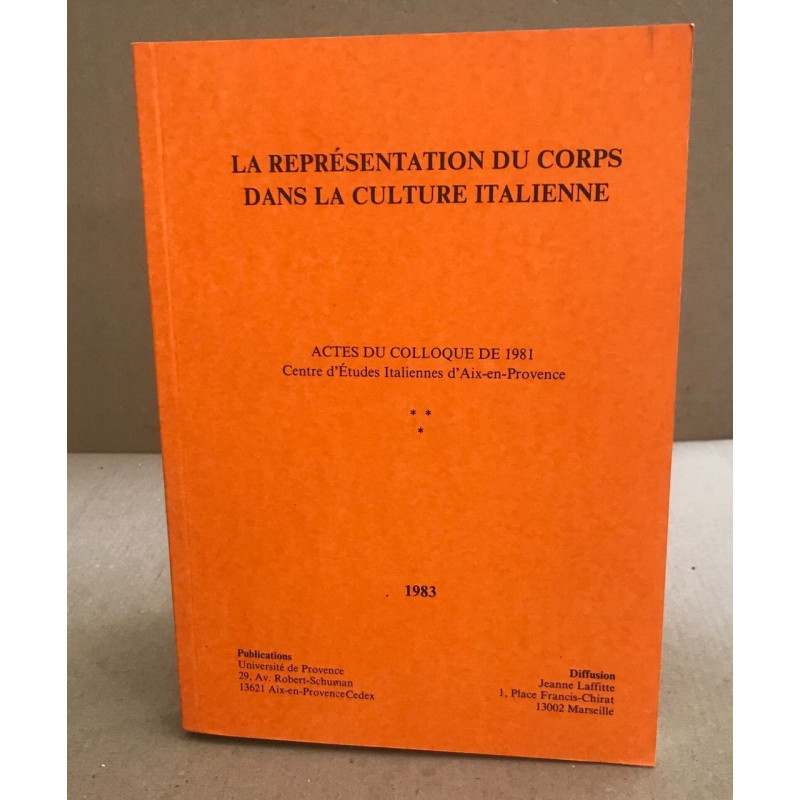 LA REPRÉSENTATION DU CORPS
DANS LA CULTURE ITALIENNE
ACTES DU COLLOQUE DE 1981
Centre d'Études Italiennes d'Aix-en-Provence
* *
*
1983
Publications
Université de Provence
29, Av. Robert-Schuman
13621 Aix-en-Provence Cedex
Diffusion
Jeanne Laffitte
1, Place Francis-Chirat
13002 Marseille